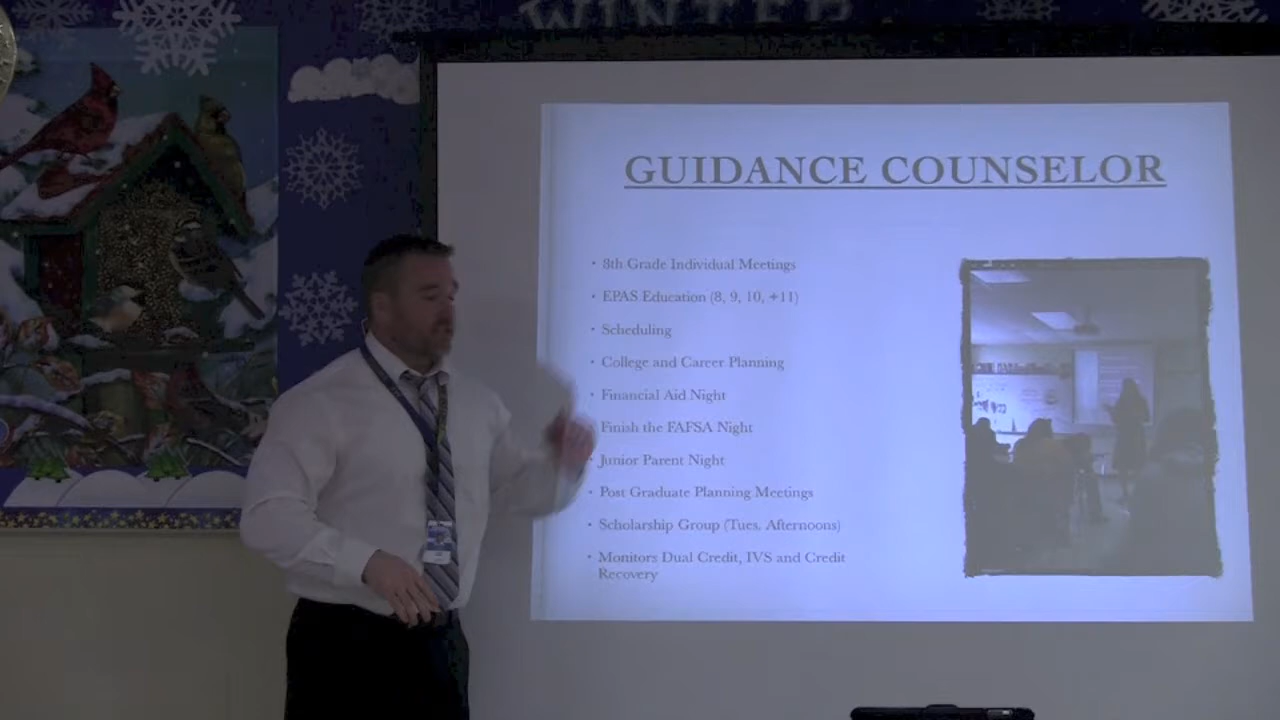 WINTER
GUIDANCE COUNSELOR
• 8th Grade Individual Meetings
• EPAS Education (8, 9, 10, +11)
• Scheduling
• College and Career Planning
• Financial Aid Night
Finish the FAFSA Night
• Junior Parent Night
• Post Graduate Planning Meetings
• Scholarship Group (Tues. Afternoons)
• Monitors Dual Credit, IVS and Credit
Recovery